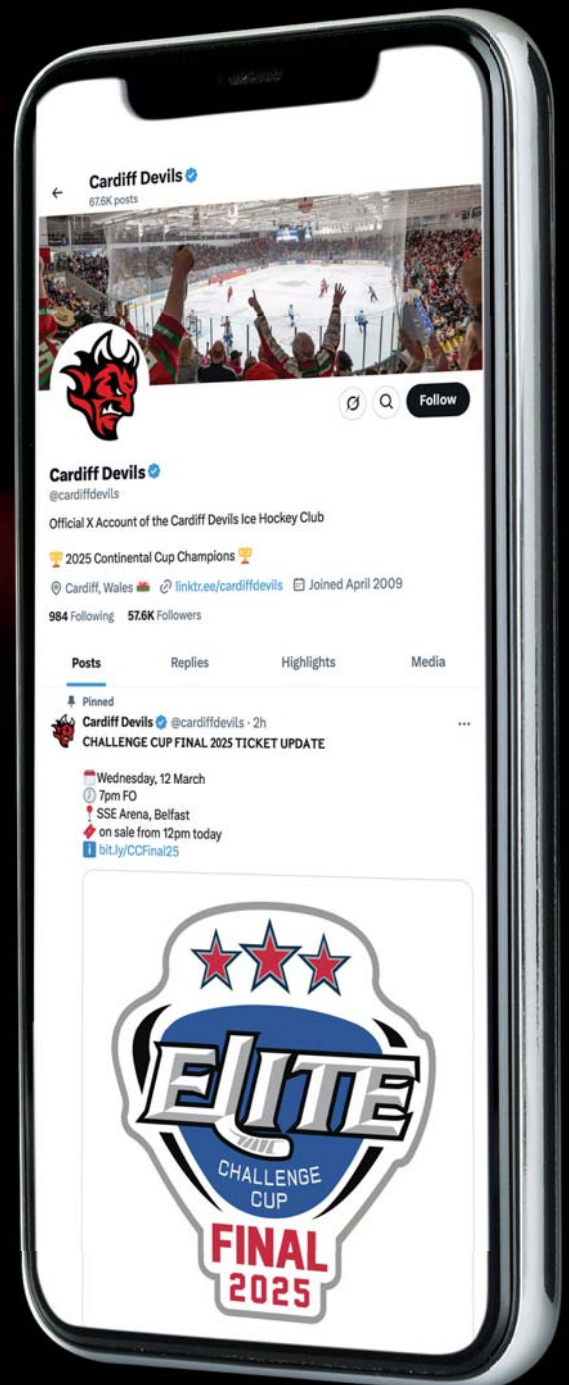 Cardiff Devils
67.6K posts
Follow
Cardiff Devils
@cardiffdevils
Official X Account of the Cardiff Devils Ice Hockey Club
🏆 2025 Continental Cup Champions 🏆
Cardiff, Wales 🏴󠁧󠁢󠁷󠁬󠁳󠁿 linktr.ee/cardiffdevils Joined April 2009
984 Following 57.6K Followers
Posts Replies Highlights Media
Pinned
Cardiff Devils @cardiffdevils · 2h
CHALLENGE CUP FINAL 2025 TICKET UPDATE
Wednesday, 12 March
7pm FO
SSE Arena, Belfast
on sale from 12pm today
bit.ly/CCFinal25
ELITE
CHALLENGE
CUP
FINAL
2025